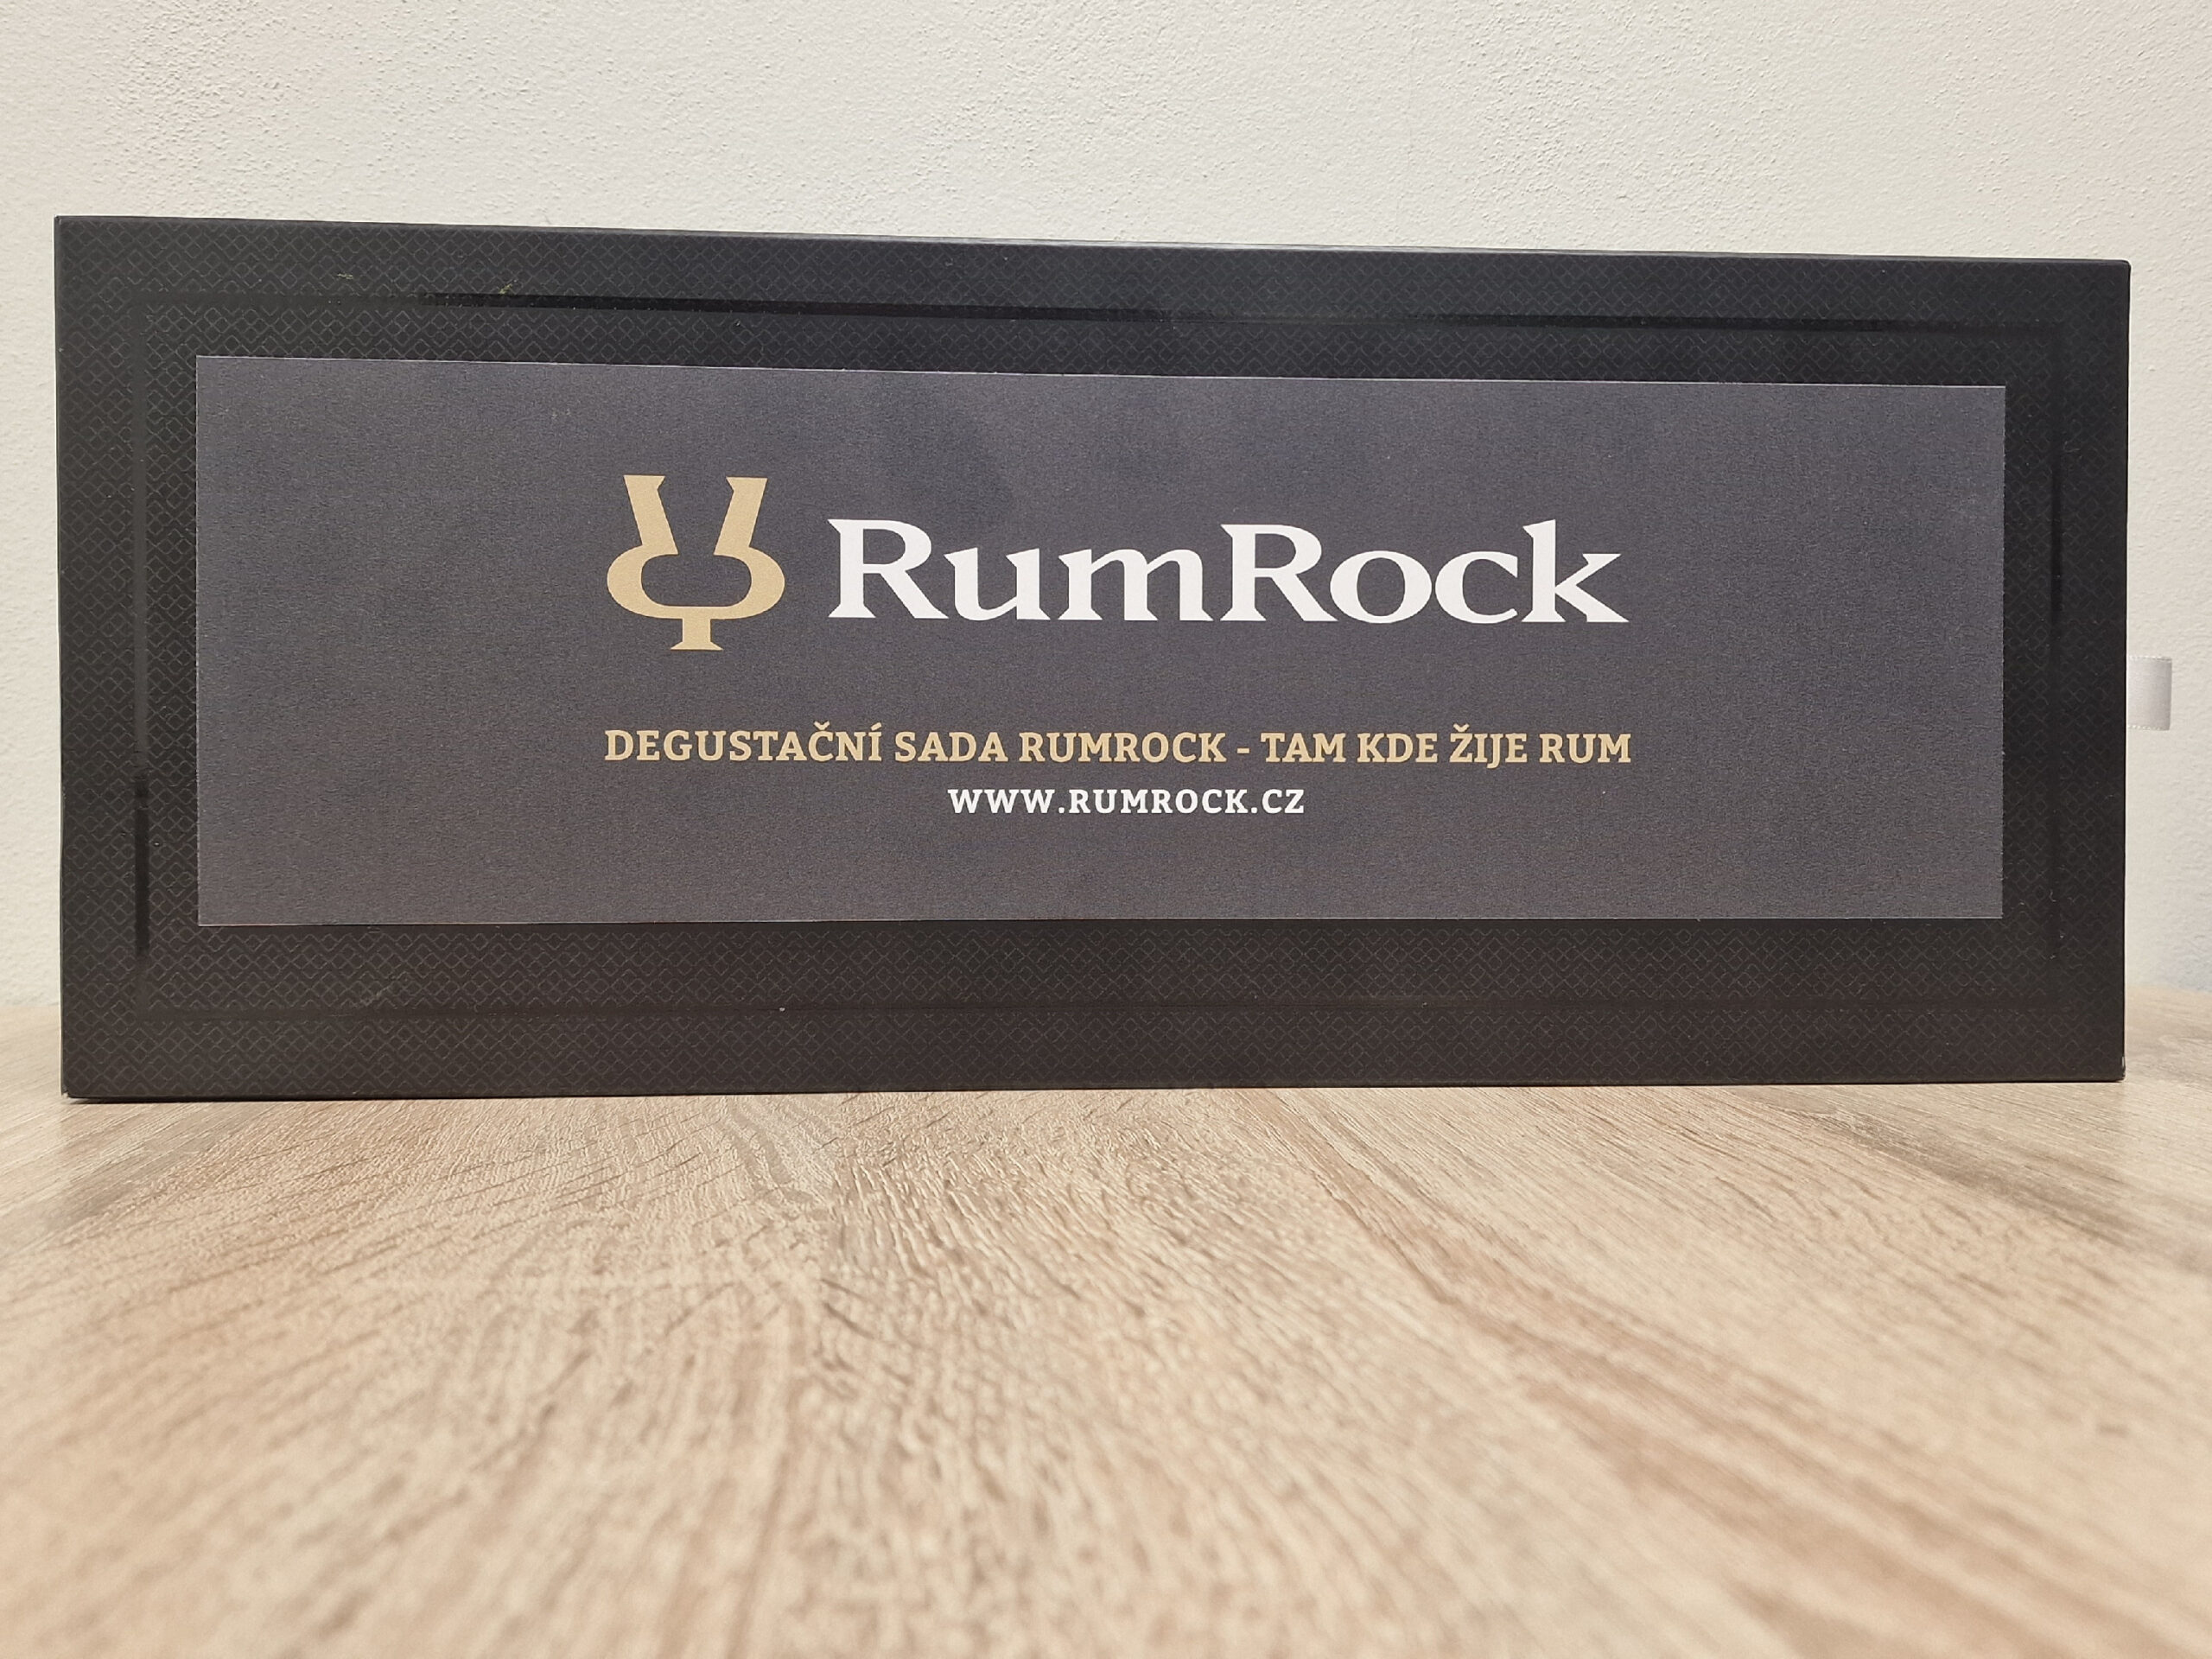 RumRock
DEGUSTAČNÍ SADA RUMROCK - TAM KDE ŽIJE RUM
WWW.RUMROCK.CZ